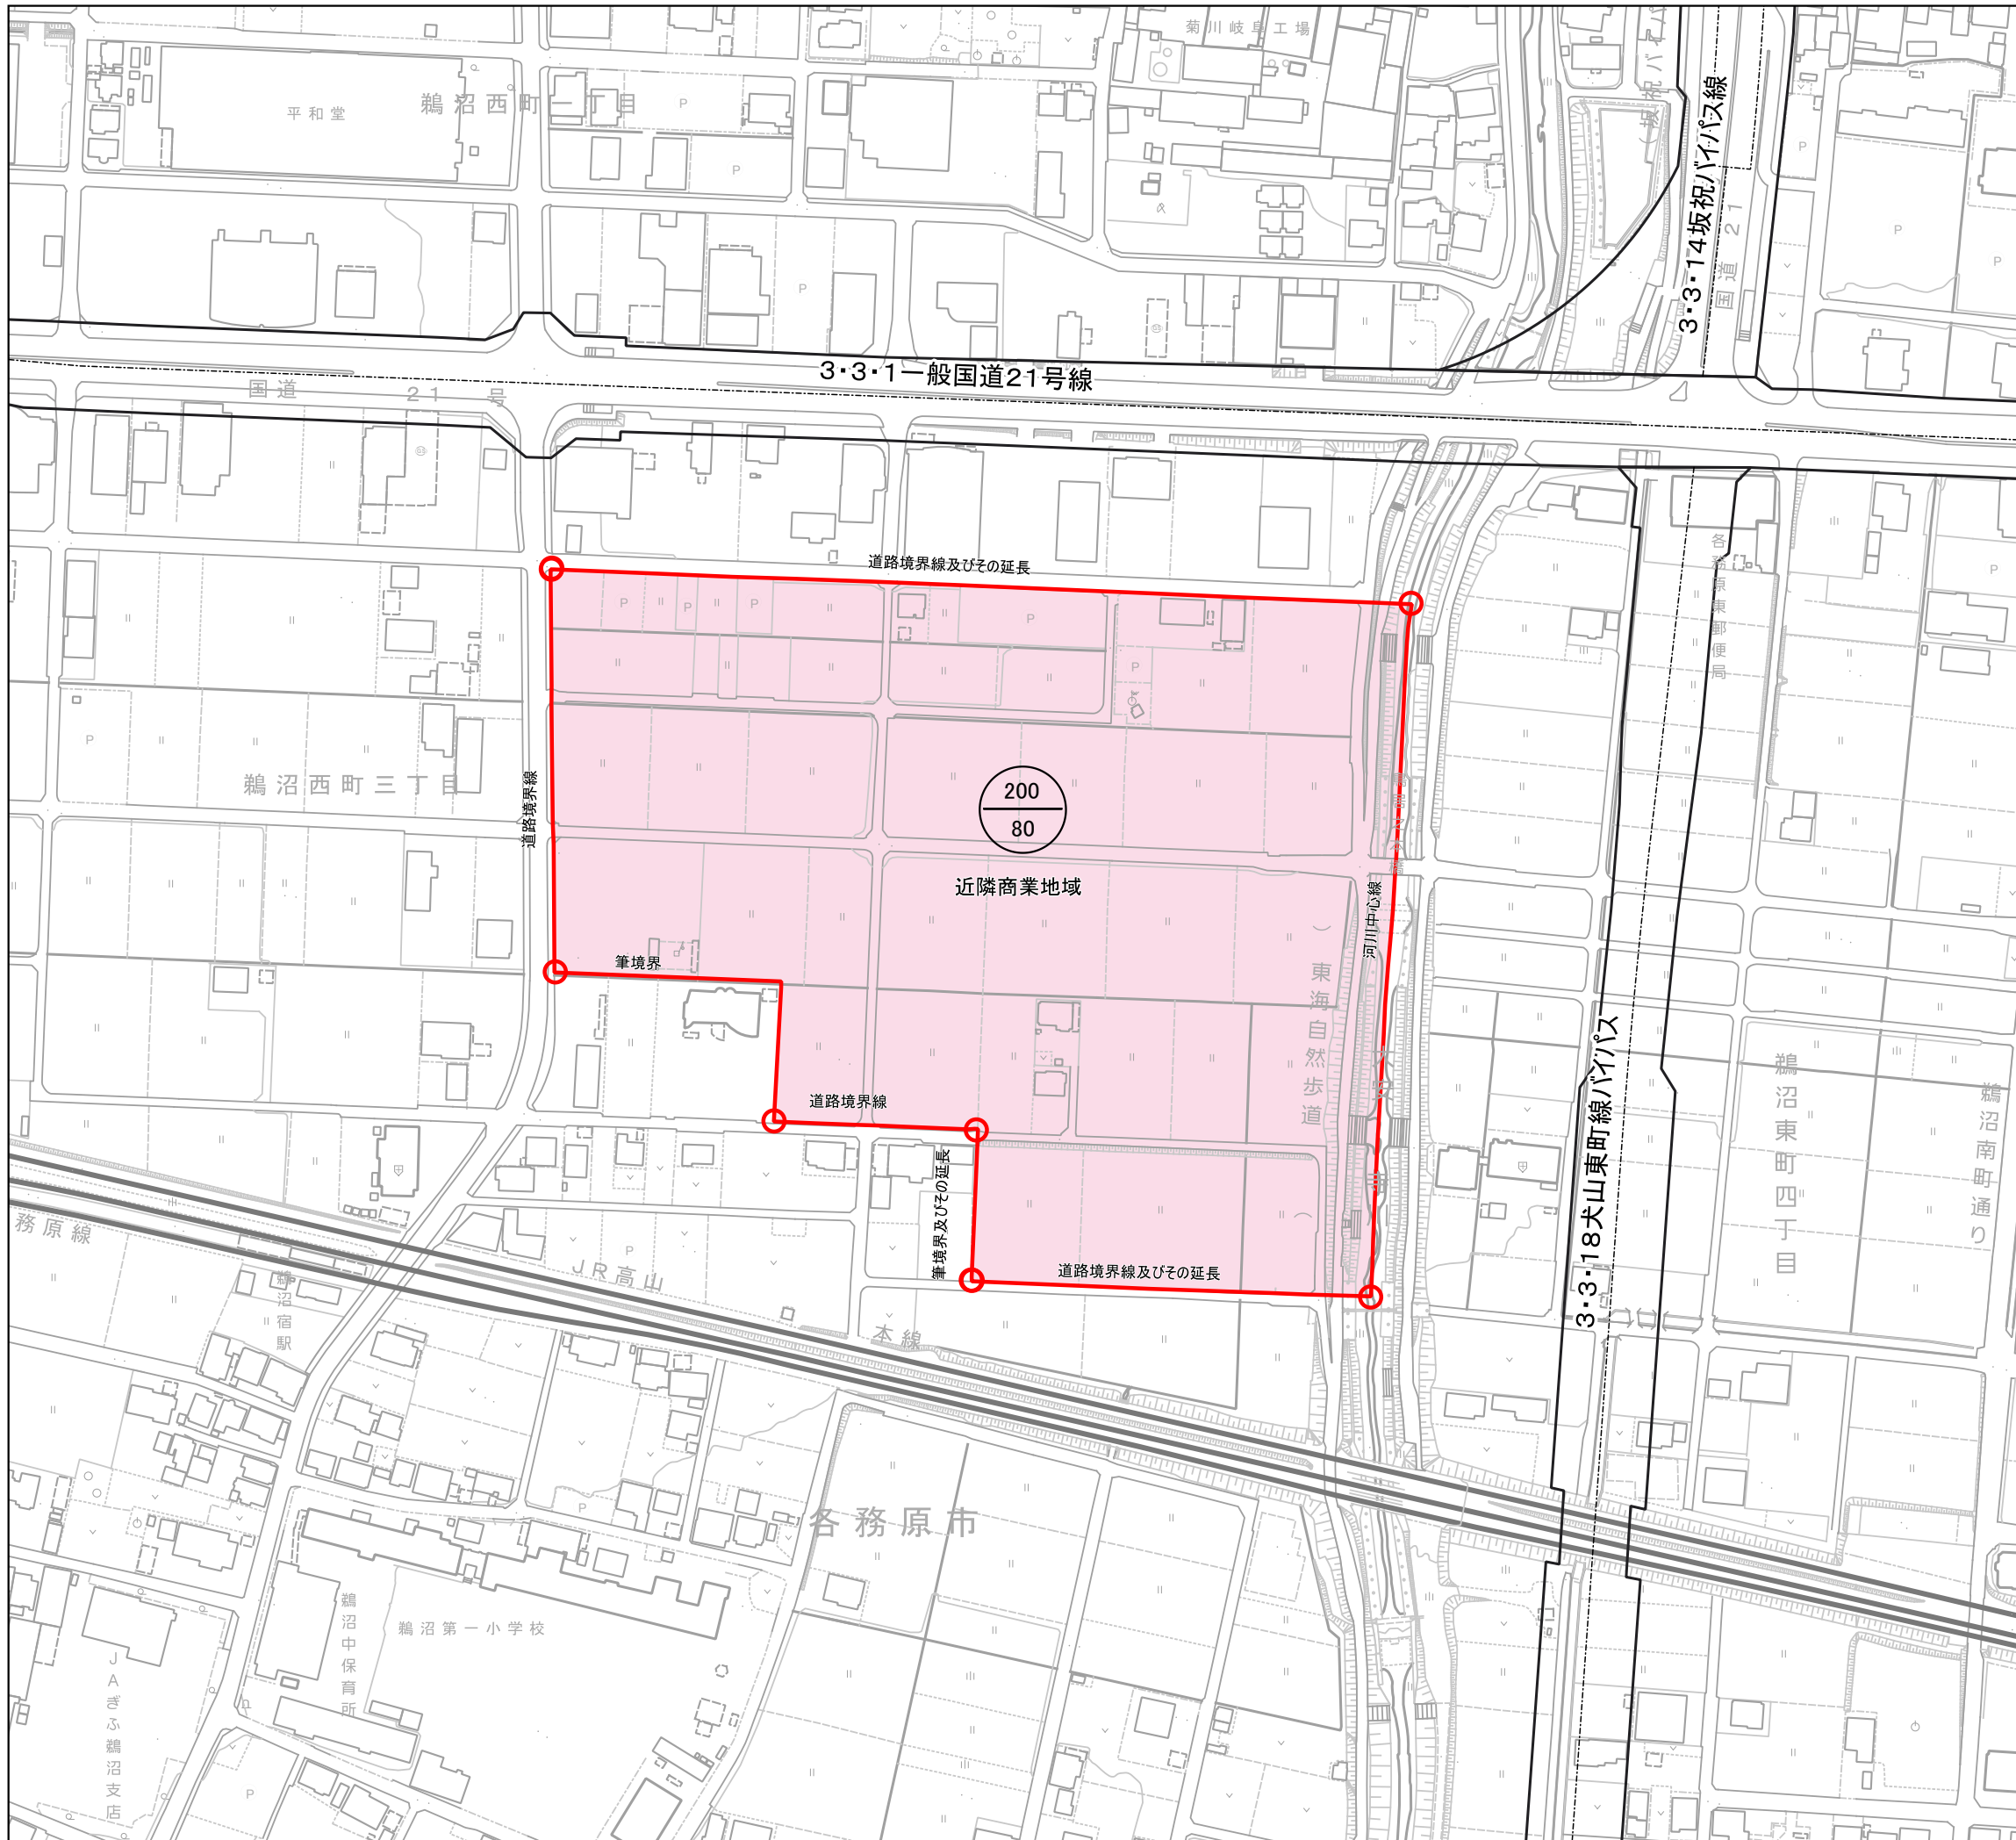 菊川岐阜工場
平和堂
鵜沼西町一丁目
3・3・14坂祝バイパス線
国道21
3・3・1一般国道21号線
国道 21 号
各務原東郵便局
道路境界線及びその延長
鵜沼西町三丁目
道路境界線
200
80
近隣商業地域
河川中心線
筆境界
東海自然歩道
道路境界線
筆境界及びその延長
道路境界線及びその延長
3・3・18犬山東町線バイパス
鵜沼東町四丁目
鵜沼南町通り
務原線
鵜沼宿駅
JR高山
本線
各務原市
鵜沼中保育所
鵜沼第一小学校
JAぎふ鵜沼支店